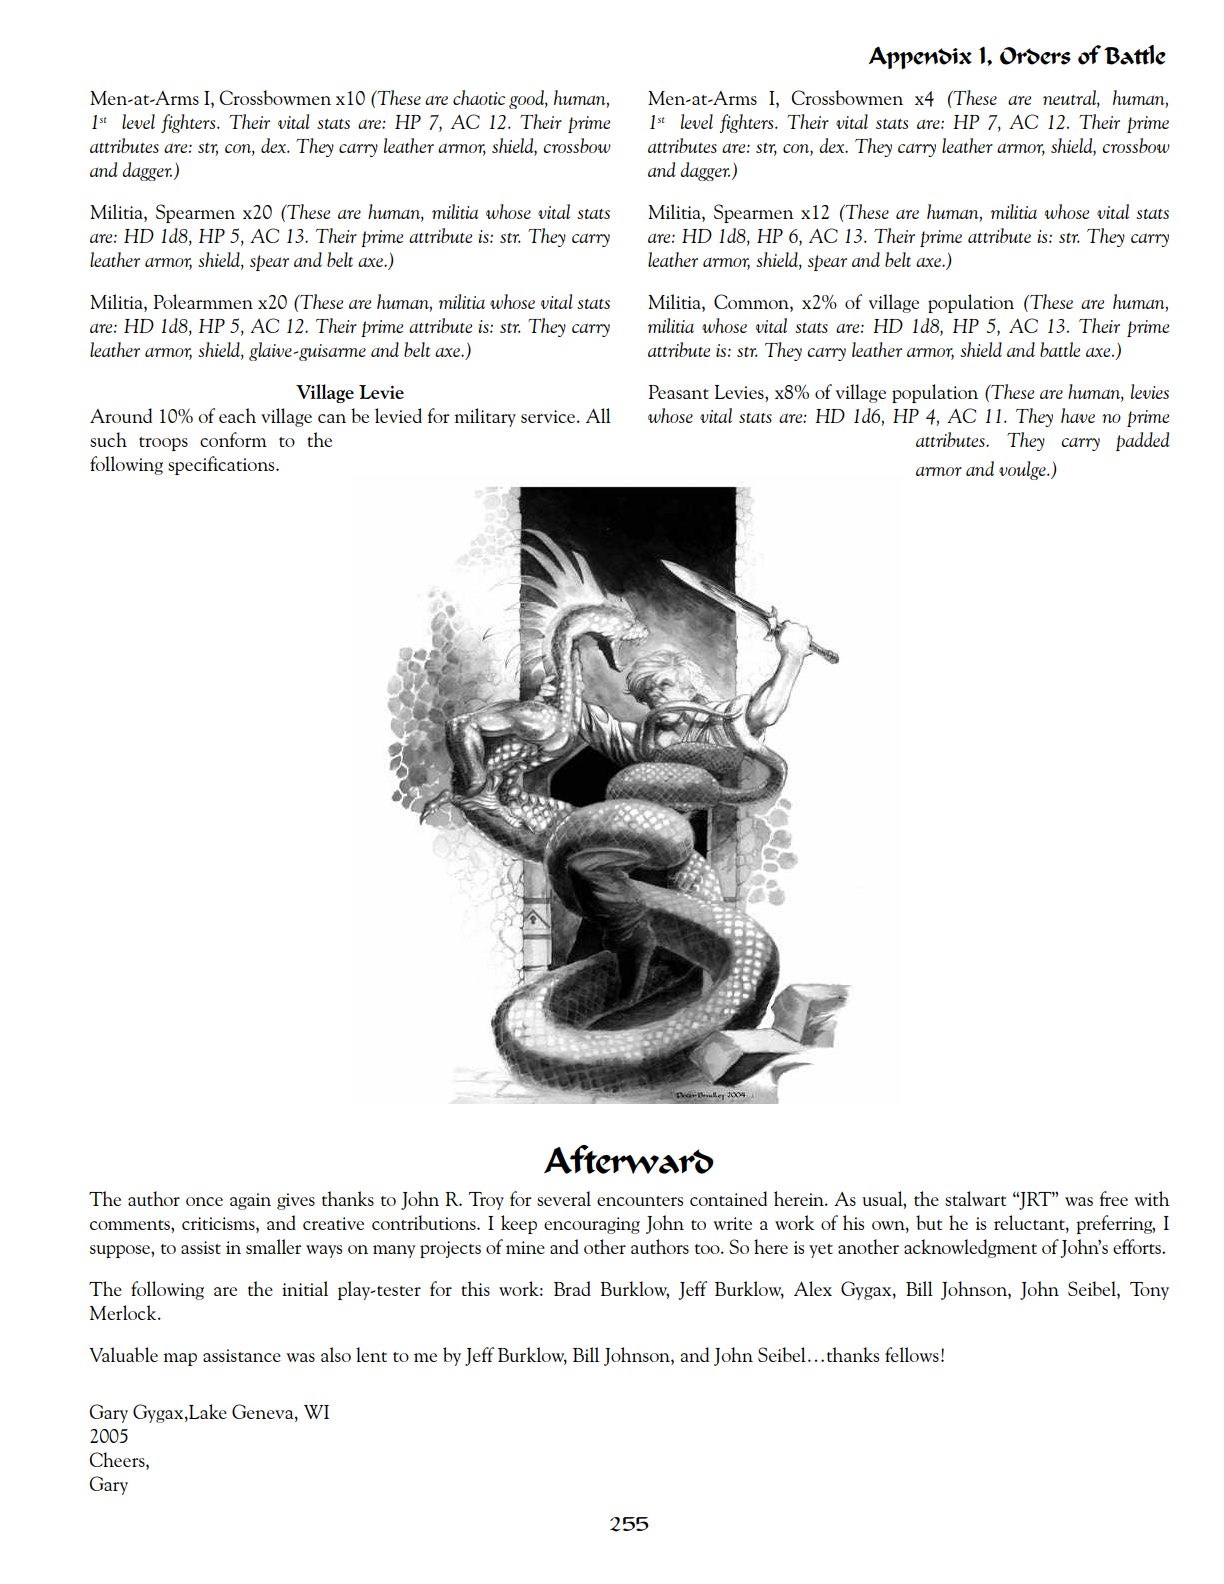 Appendix 1, Orders of Battle
Men-at-Arms I, Crossbowmen x10 (These are chaotic good, human,
1st level fighters. Their vital stats are: HP 7, AC 12. Their prime
attributes are: str, con, dex. They carry leather armor, shield, crossbow
and dagger.)
Militia, Spearmen x20 (These are human, militia whose vital stats
are: HD 1d8, HP 5, AC 13. Their prime attribute is: str. They carry
leather armor, shield, spear and belt axe.)
Militia, Polearmmen x20 (These are human, militia whose vital stats
are: HD 1d8, HP 5, AC 12. Their prime attribute is: str. They carry
leather armor, shield, glaive-guisarme and belt axe.)
Village Levie
Around 10% of each village can be levied for military service. All
such troops conform to the
following specifications.
Men-at-Arms I, Crossbowmen x4 (These are neutral, human,
1st level fighters. Their vital stats are: HP 7, AC 12. Their prime
attributes are: str, con, dex. They carry leather armor, shield, crossbow
and dagger.)
Militia, Spearmen x12 (These are human, militia whose vital stats
are: HD 1d8, HP 6, AC 13. Their prime attribute is: str. They carry
leather armor, shield, spear and belt axe.)
Militia, Common, x2% of village population (These are human,
militia whose vital stats are: HD 1d8, HP 5, AC 13. Their prime
attribute is: str. They carry leather armor, shield and battle axe.)
Peasant Levies, x8% of village population (These are human, levies
whose vital stats are: HD 1d6, HP 4, AC 11. They have no prime
attributes. They carry padded
armor and voulge.)
Peter Bradley 2004
Afterward
The author once again gives thanks to John R. Troy for several encounters contained herein. As usual, the stalwart “JRT” was free with
comments, criticisms, and creative contributions. I keep encouraging John to write a work of his own, but he is reluctant, preferring, I
suppose, to assist in smaller ways on many projects of mine and other authors too. So here is yet another acknowledgment of John’s efforts.
The following are the initial play-tester for this work: Brad Burklow, Jeff Burklow, Alex Gygax, Bill Johnson, John Seibel, Tony
Merlock.
Valuable map assistance was also lent to me by Jeff Burklow, Bill Johnson, and John Seibel…thanks fellows!
Gary Gygax,Lake Geneva, WI
2005
Cheers,
Gary
255